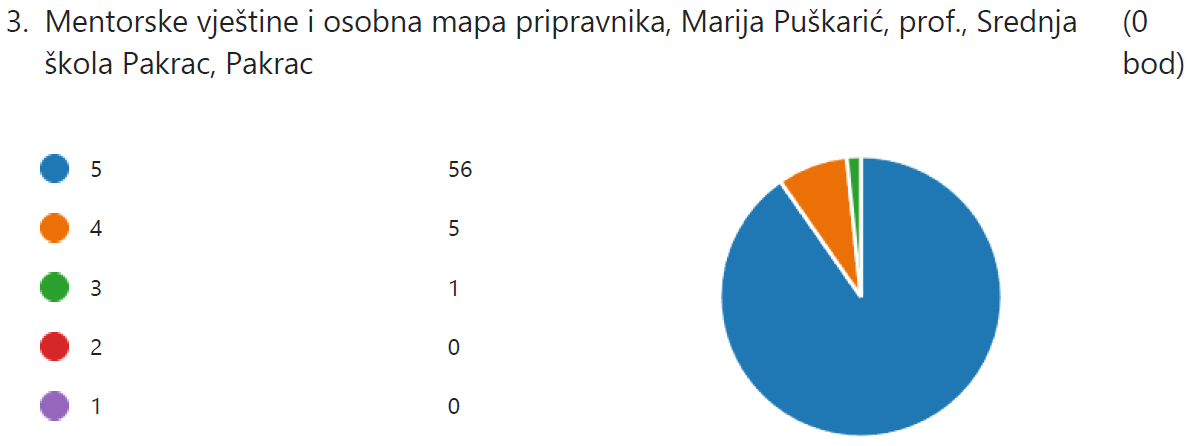 3. Mentorske vještine i osobna mapa pripravnika, Marija Puškarić, prof., Srednja (0
škola Pakrac, Pakrac bod)
5 56
4 5
3 1
2 0
1 0